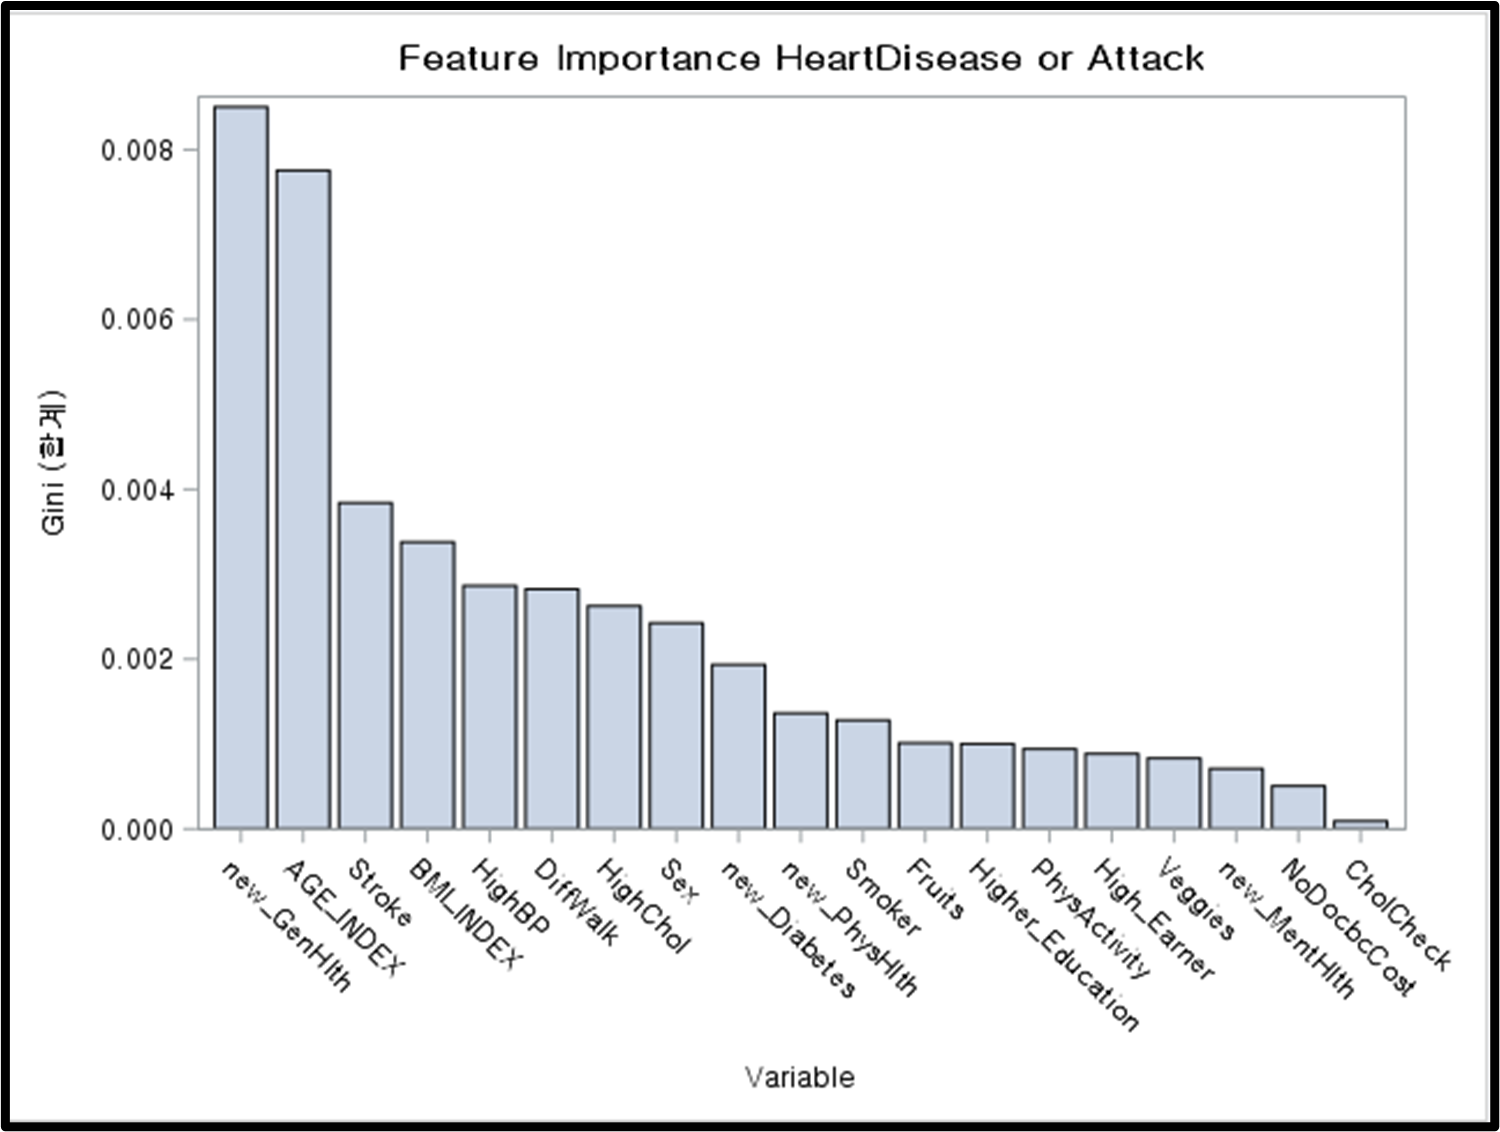 Feature Importance HeartDisease or Attack
Gini (합계)
0.008
0.006
0.004
0.002
0.000
new_GenHlth
AGE_INDEX
Stroke
BMI_INDEX
HighBP
DiffWalk
HighChol
Sex
new_Diabetes
new_PhysHlth
Smoker
Fruits
Higher_Education
PhysActivity
High_Earner
Veggies
new_MentHlth
NoDocbcCost
CholCheck
Variable